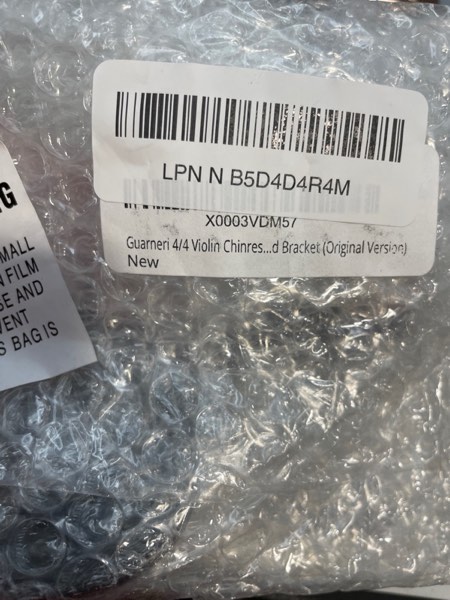 LPN N B5D4D4R4M
X0003VDM57
Guarneri 4/4 Violin Chinres...d Bracket (Original Version)
New
G
MALL
FILM
SE AND
VENT
S BAG IS